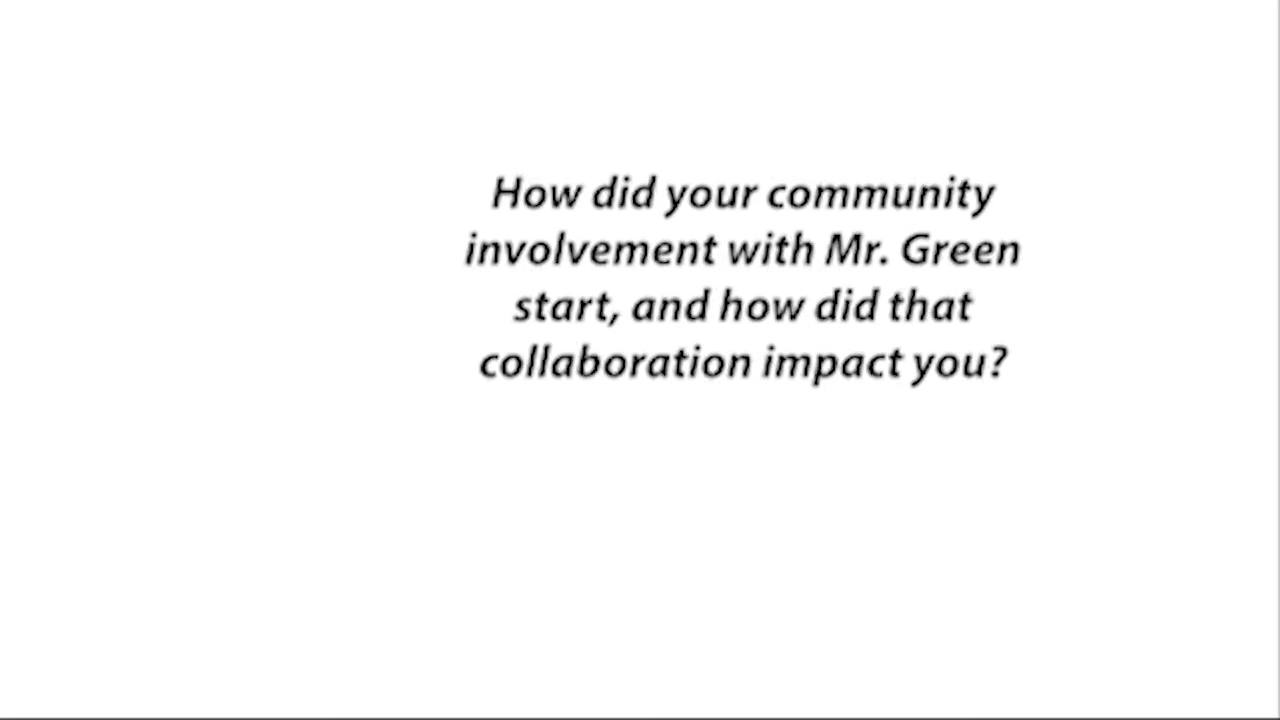 How did your community
involvement with Mr. Green
start, and how did that
collaboration impact you?